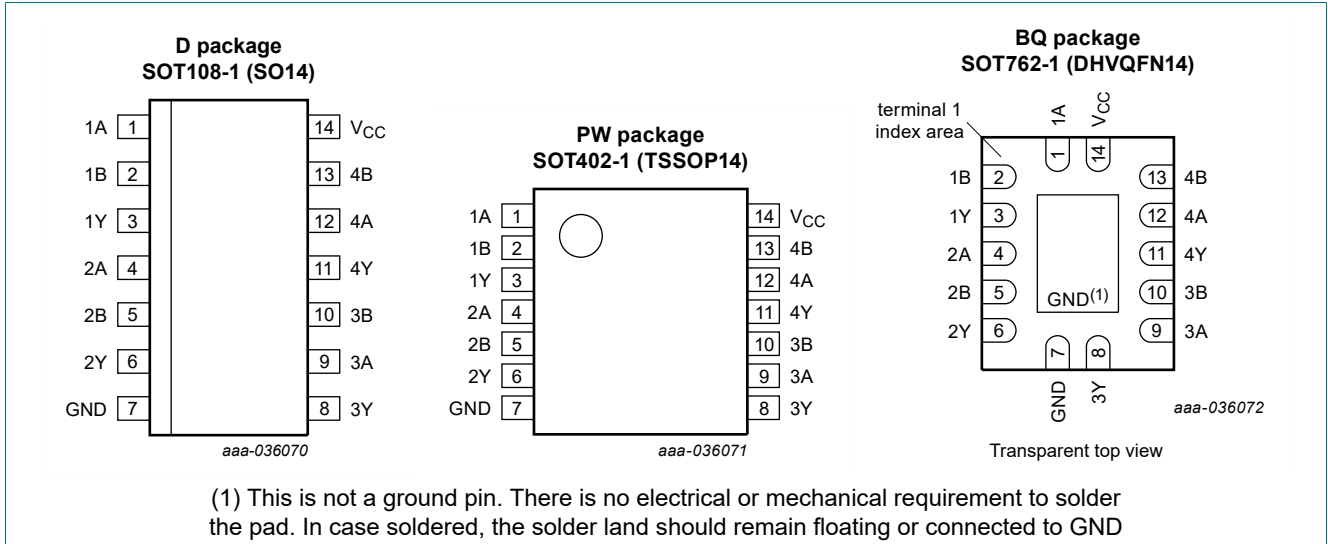 D package
SOT108-1 (SO14)
1A 1
1B 2
1Y 3
2A 4
2B 5
2Y 6
GND 7
14 VCC
13 4B
12 4A
11 4Y
10 3B
9 3A
8 3Y
aaa-036070
PW package
SOT402-1 (TSSOP14)
1A 1
1B 2
1Y 3
2A 4
2B 5
2Y 6
GND 7
14 VCC
13 4B
12 4A
11 4Y
10 3B
9 3A
8 3Y
aaa-036071
BQ package
SOT762-1 (DHVQFN14)
terminal 1
index area
1A
VCC
1
14
1B 2
1Y 3
2A 4
2B 5
2Y 6
13 4B
12 4A
11 4Y
10 3B
9 3A
GND(1)
7
8
GND
3Y
aaa-036072
Transparent top view
(1) This is not a ground pin. There is no electrical or mechanical requirement to solder
the pad. In case soldered, the solder land should remain floating or connected to GND